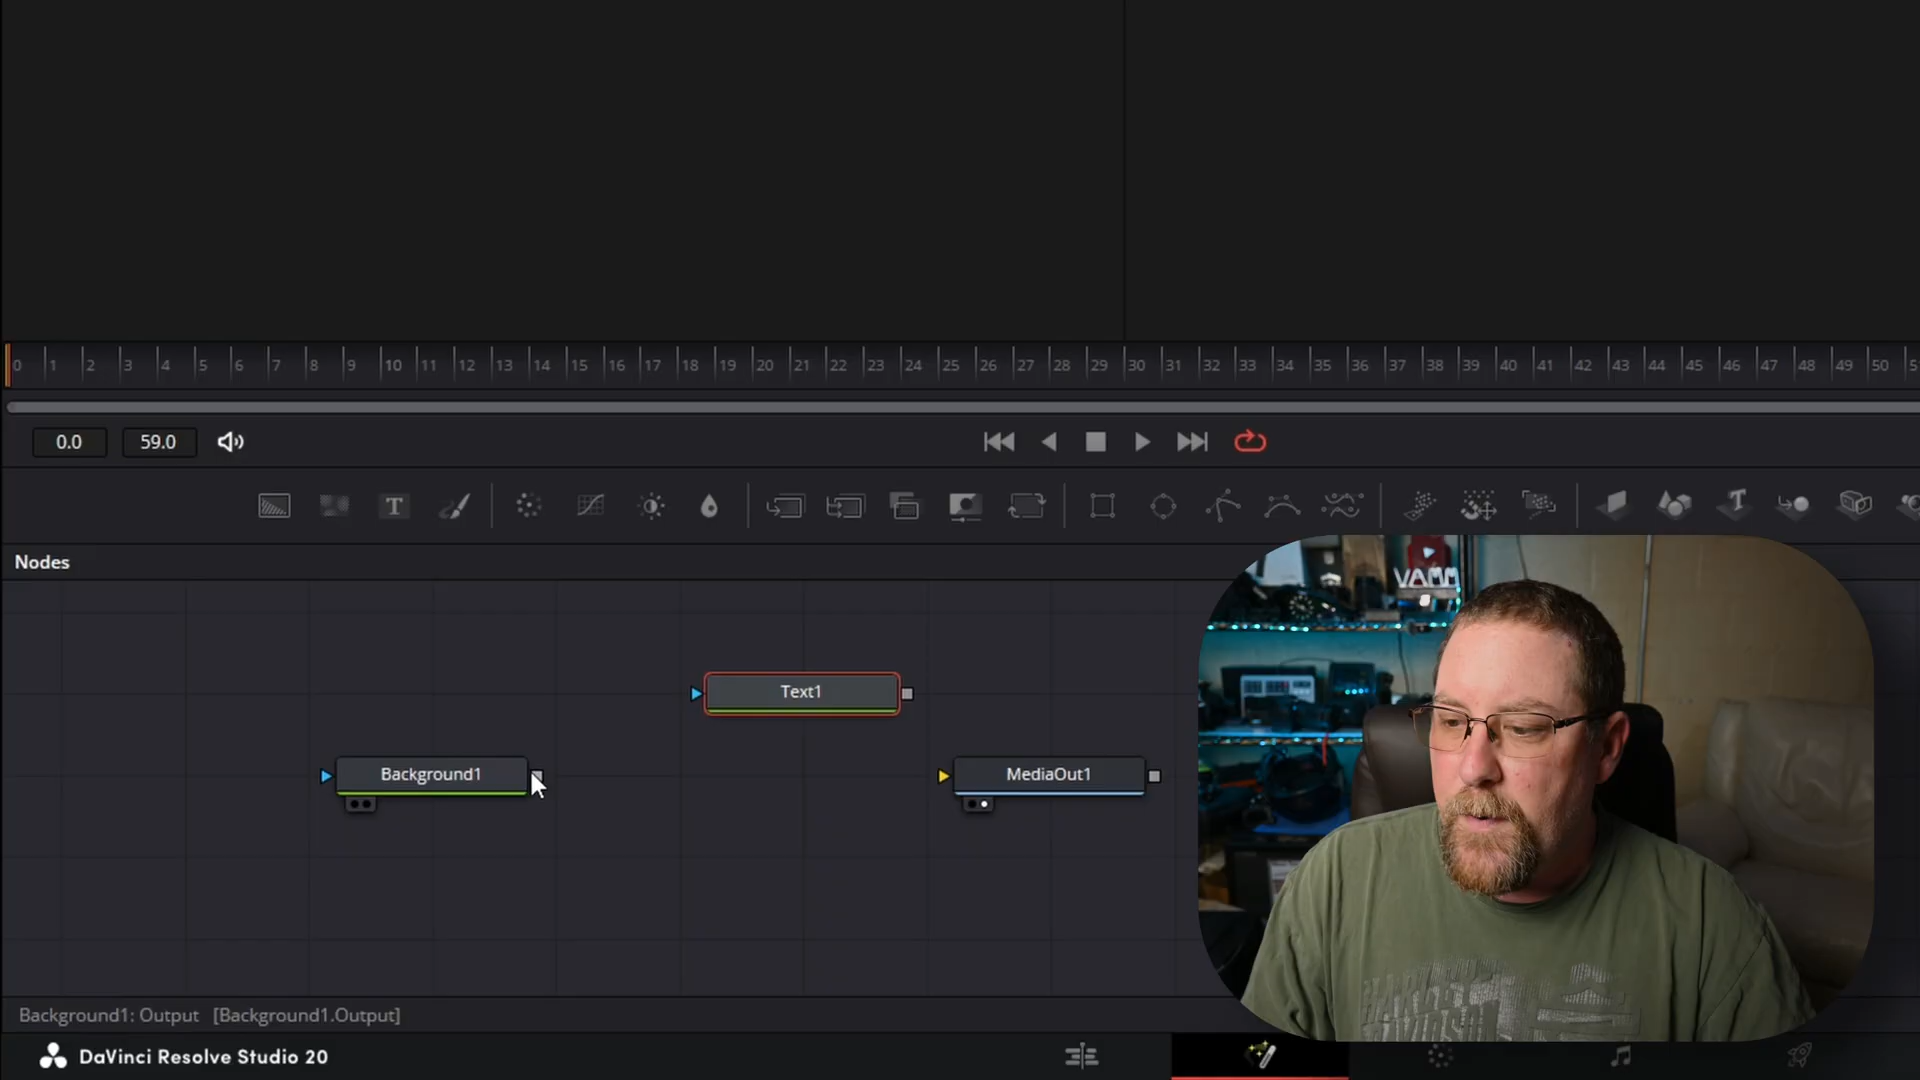 0 1 2 3 4 5 6 7 8 9 10 11 12 13 14 15 16 17 18 19 20 21 22 23 24 25 26 27 28 29 30 31 32 33 34 35 36 37 38 39 40 41 42 43 44 45 46 47 48 49 50
0.0 59.0
T
Nodes
VAMM
Text1
Background1
MediaOut1
Background1: Output [Background1.Output]
DaVinci Resolve Studio 20